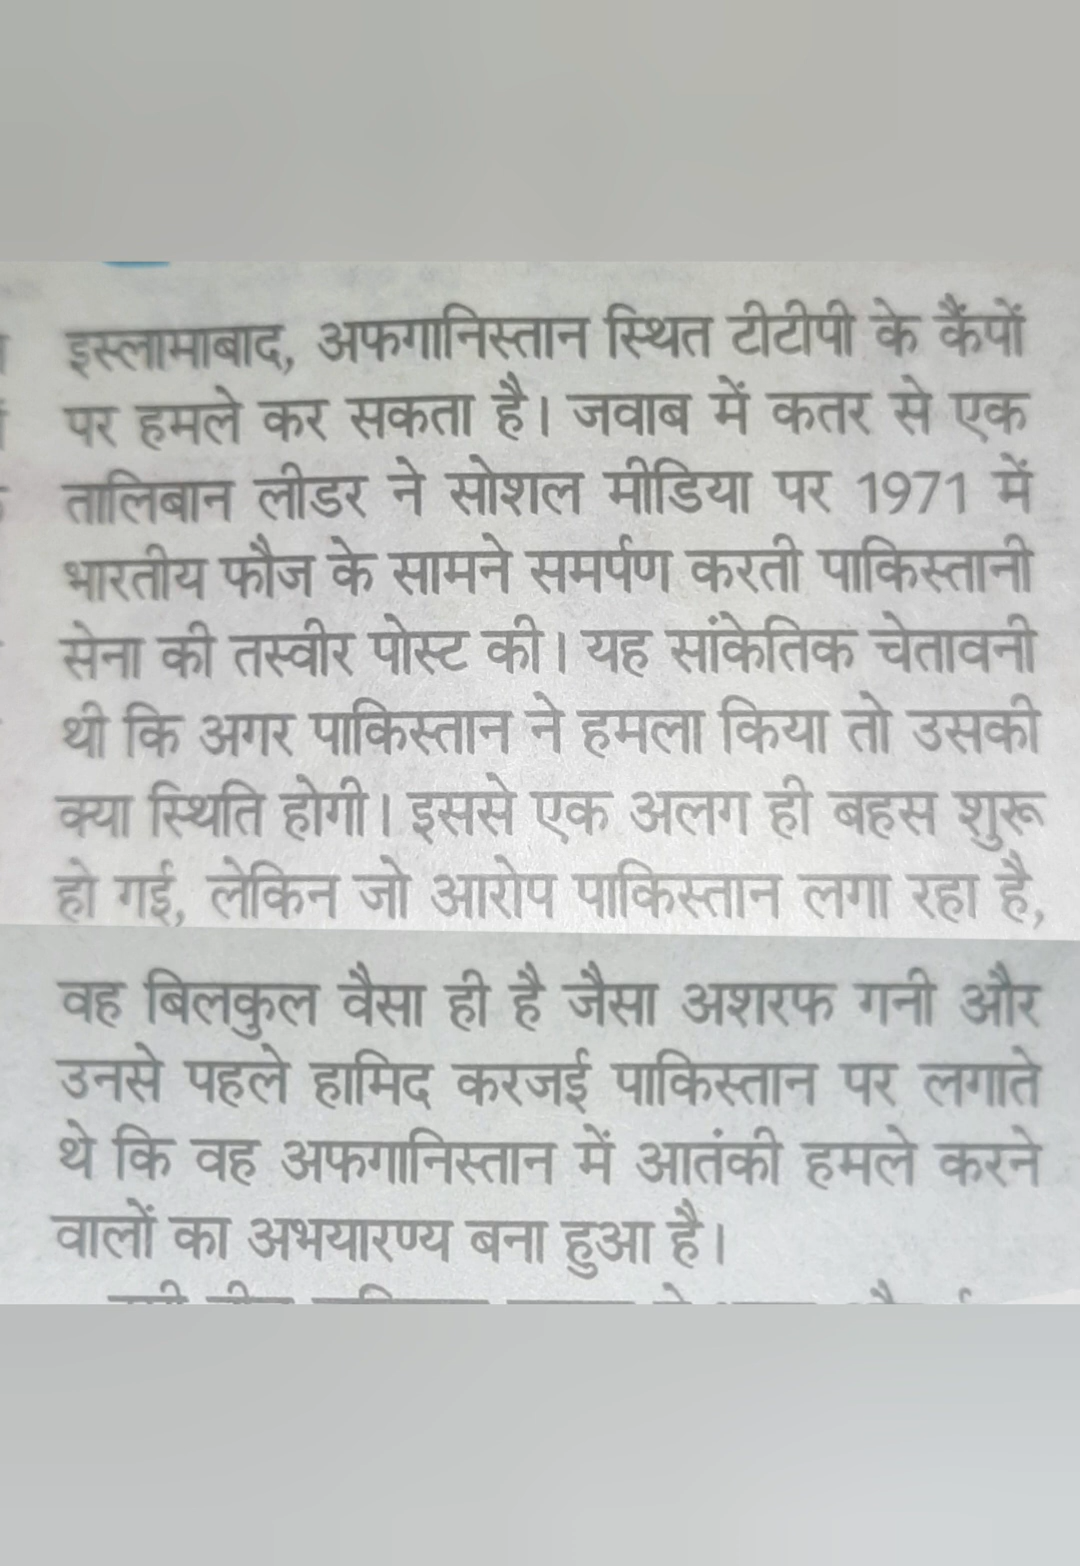 इस्लामाबाद, अफगानिस्तान स्थित टीटीपी के कैंपों
पर हमले कर सकता है। जवाब में कतर से एक
तालिबान लीडर ने सोशल मीडिया पर 1971 में
भारतीय फौज के सामने समर्पण करती पाकिस्तानी
सेना की तस्वीर पोस्ट की। यह सांकेतिक चेतावनी
थी कि अगर पाकिस्तान ने हमला किया तो उसकी
क्या स्थिति होगी। इससे एक अलग ही बहस शुरू
हो गई, लेकिन जो आरोप पाकिस्तान लगा रहा है,
वह बिलकुल वैसा ही है जैसा अशरफ गनी और
उनसे पहले हामिद करजई पाकिस्तान पर लगाते
थे कि वह अफगानिस्तान में आतंकी हमले करने
वालों का अभयारण्य बना हुआ है।